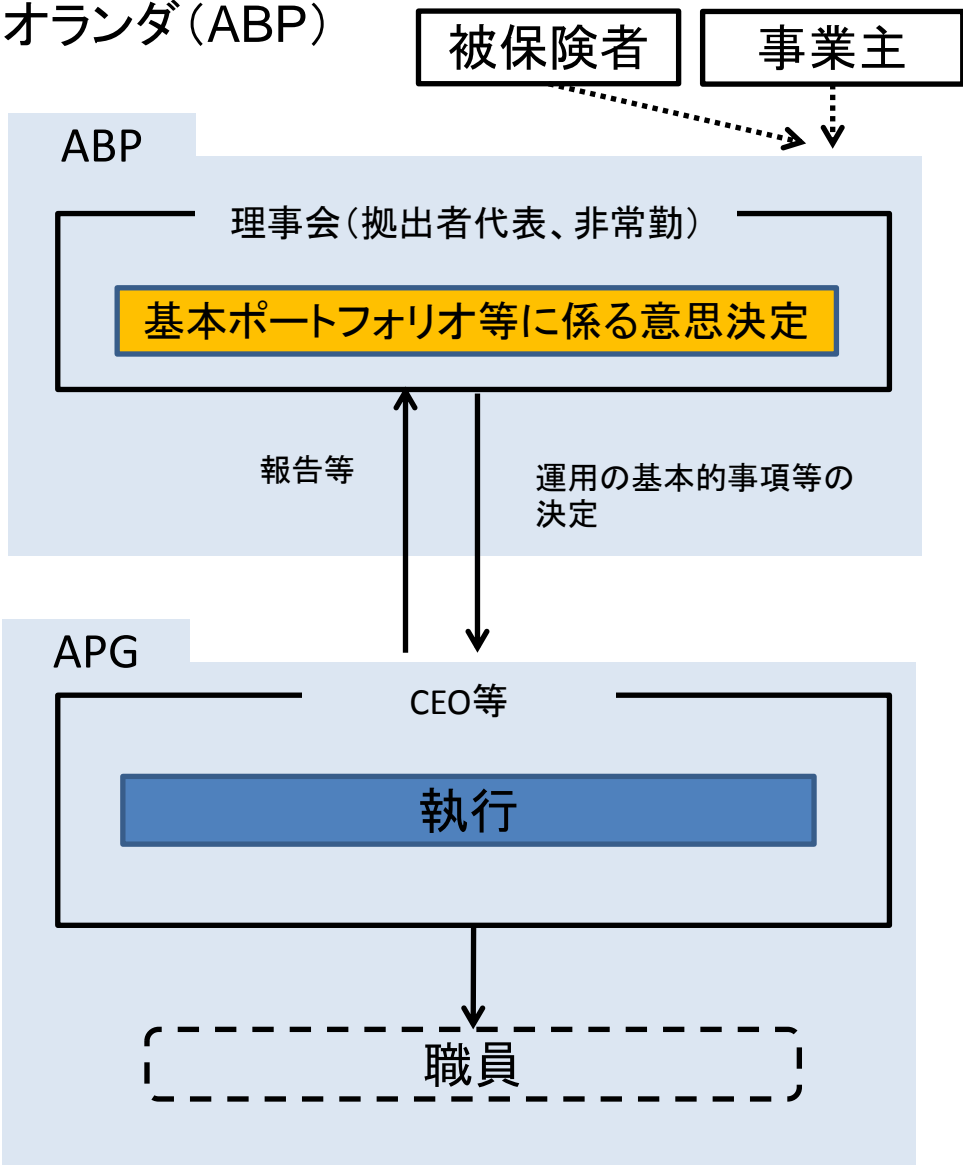 オランダ（ABP）
被保険者
事業主
ABP
理事会（拠出者代表、非常勤）
基本ポートフォリオ等に係る意思決定
報告等
運用の基本的事項等の
決定
APG
CEO等
執行
職員